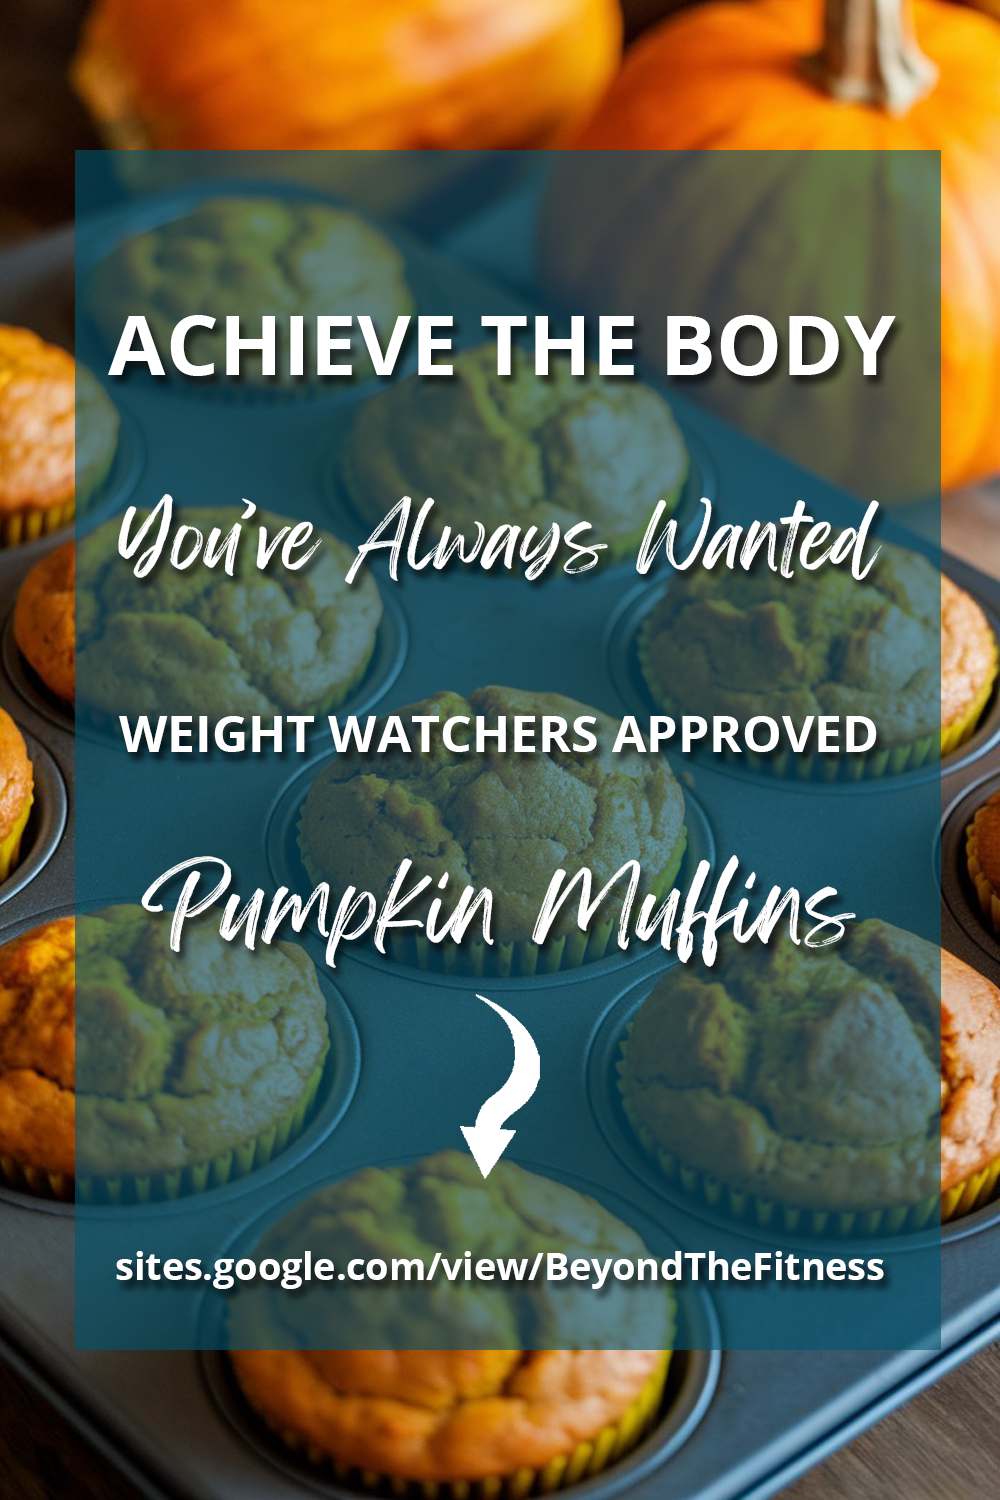 ACHIEVE THE BODY
You've Always Wanted
WEIGHT WATCHERS APPROVED
Pumpkin Muffins
sites.google.com/view/BeyondTheFitness